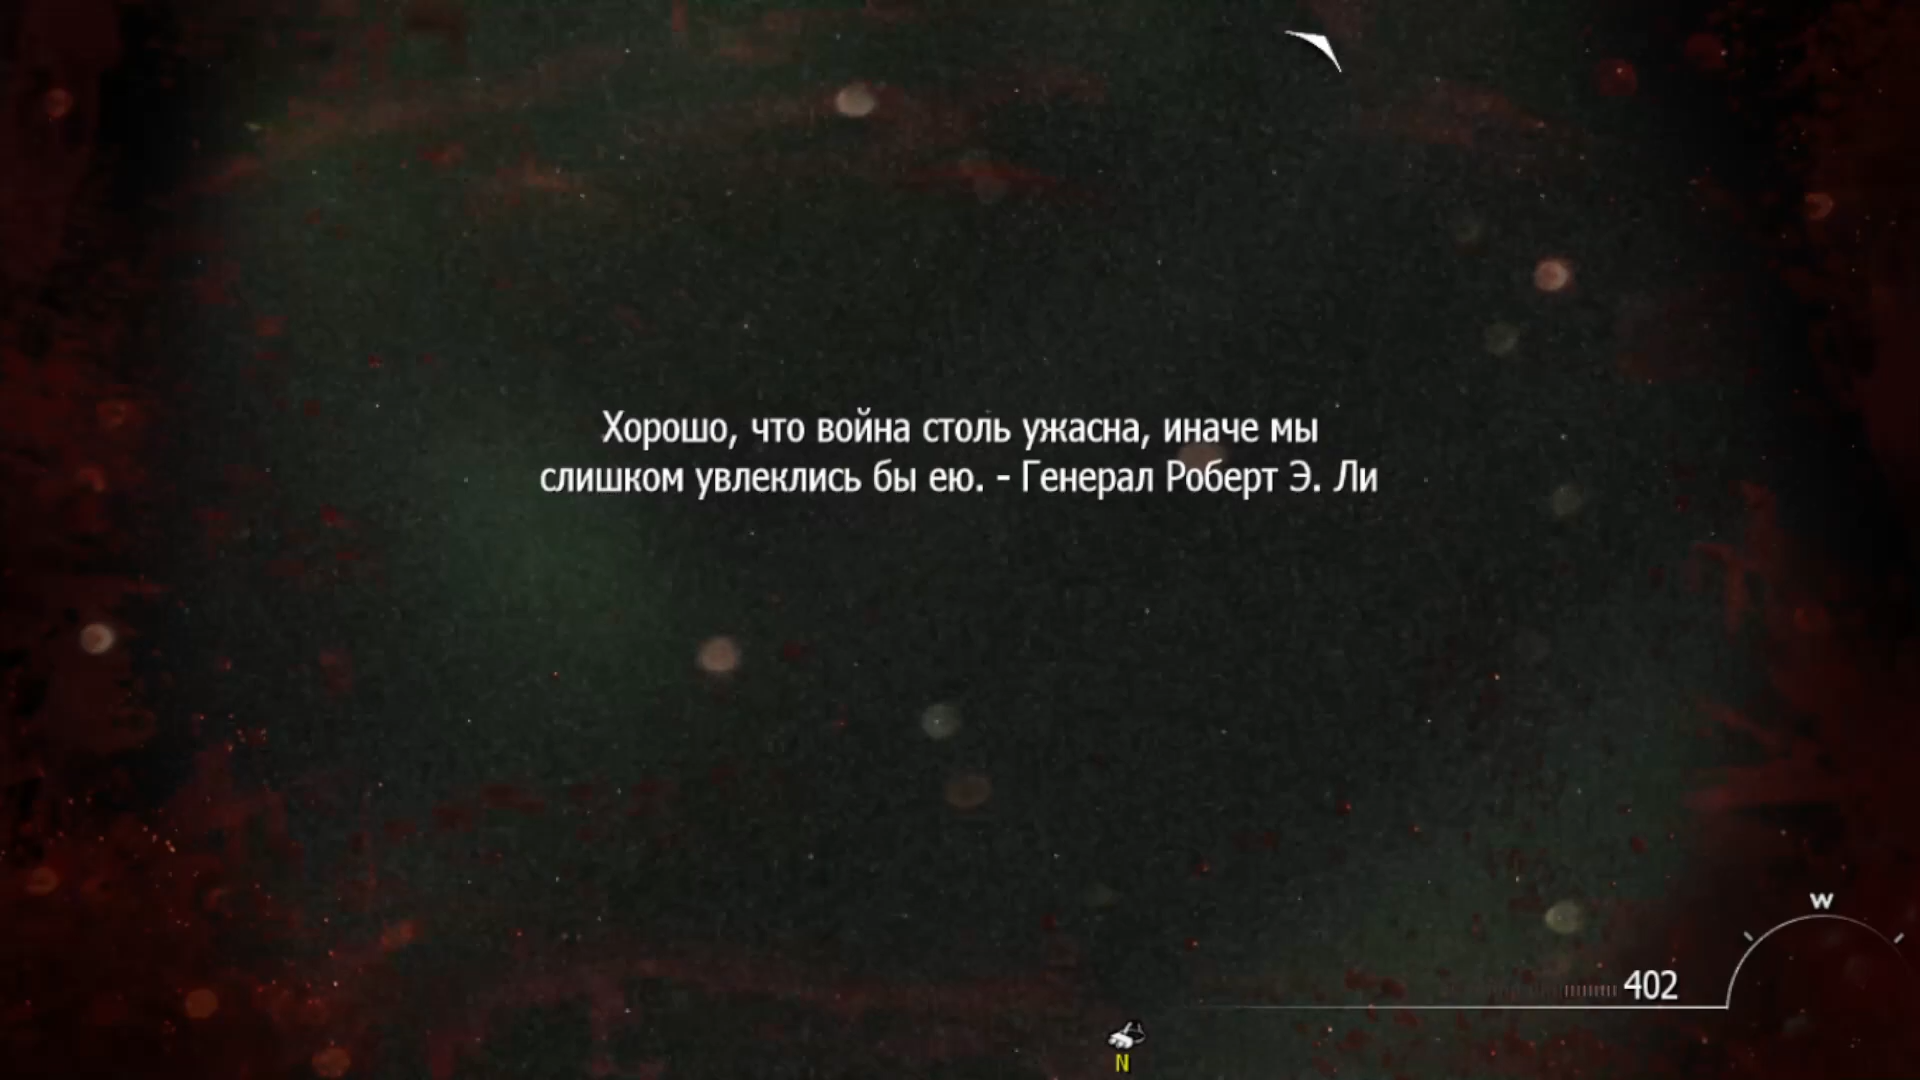 Хорошо, что война столь ужасна, иначе мы
слишком увлеклись бы ею. - Генерал Роберт Э. Ли
W
402
N